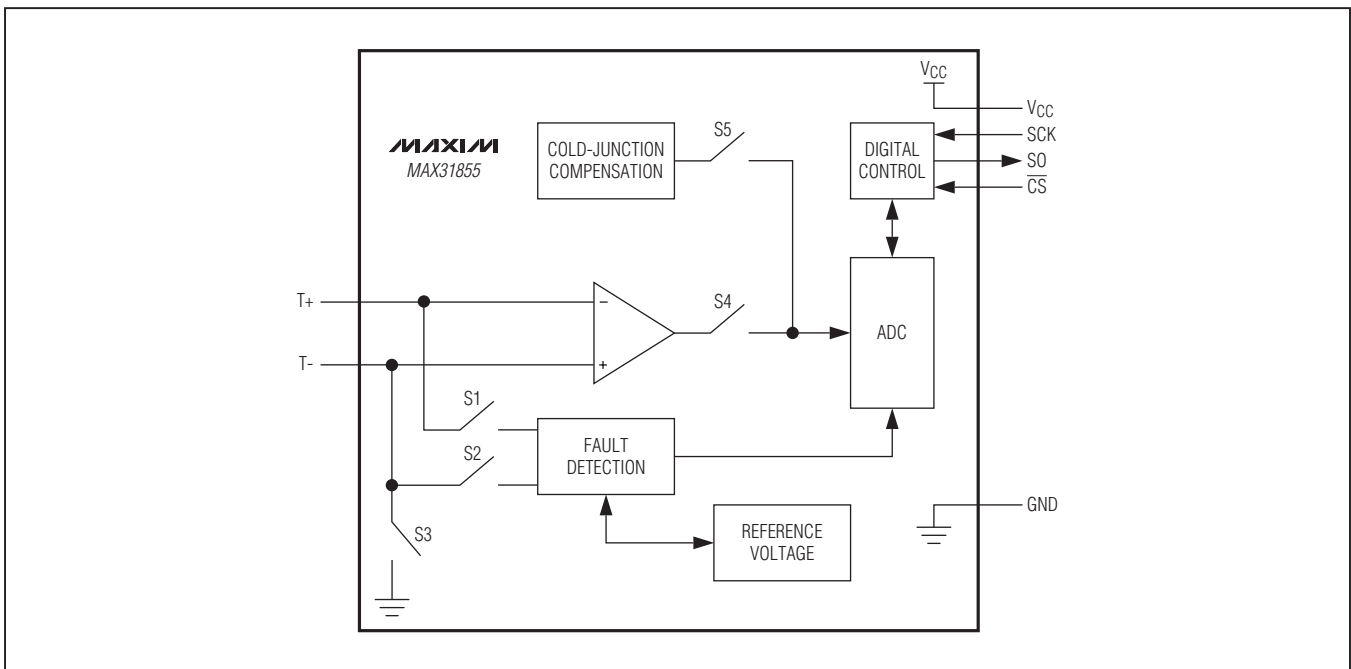 VCC
VCC
MAXIM
MAX31855
COLD-JUNCTION
COMPENSATION
S5
DIGITAL
CONTROL
SCK
SO
CS
T+
−
S4
ADC
T-
+
S1
S2
FAULT
DETECTION
S3
REFERENCE
VOLTAGE
GND